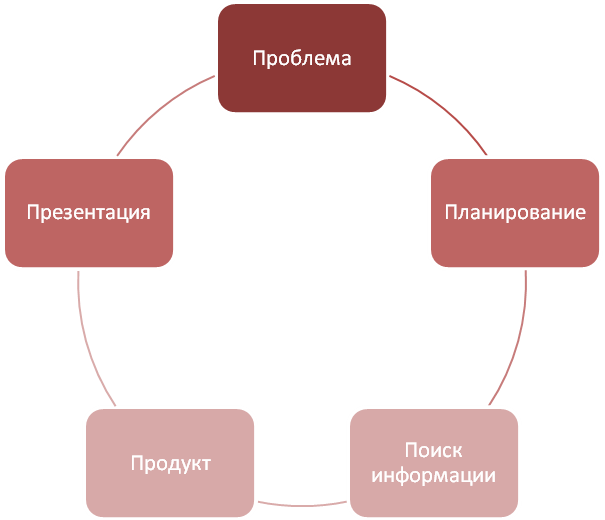 Проблема
Планирование
Поиск
информации
Продукт
Презентация